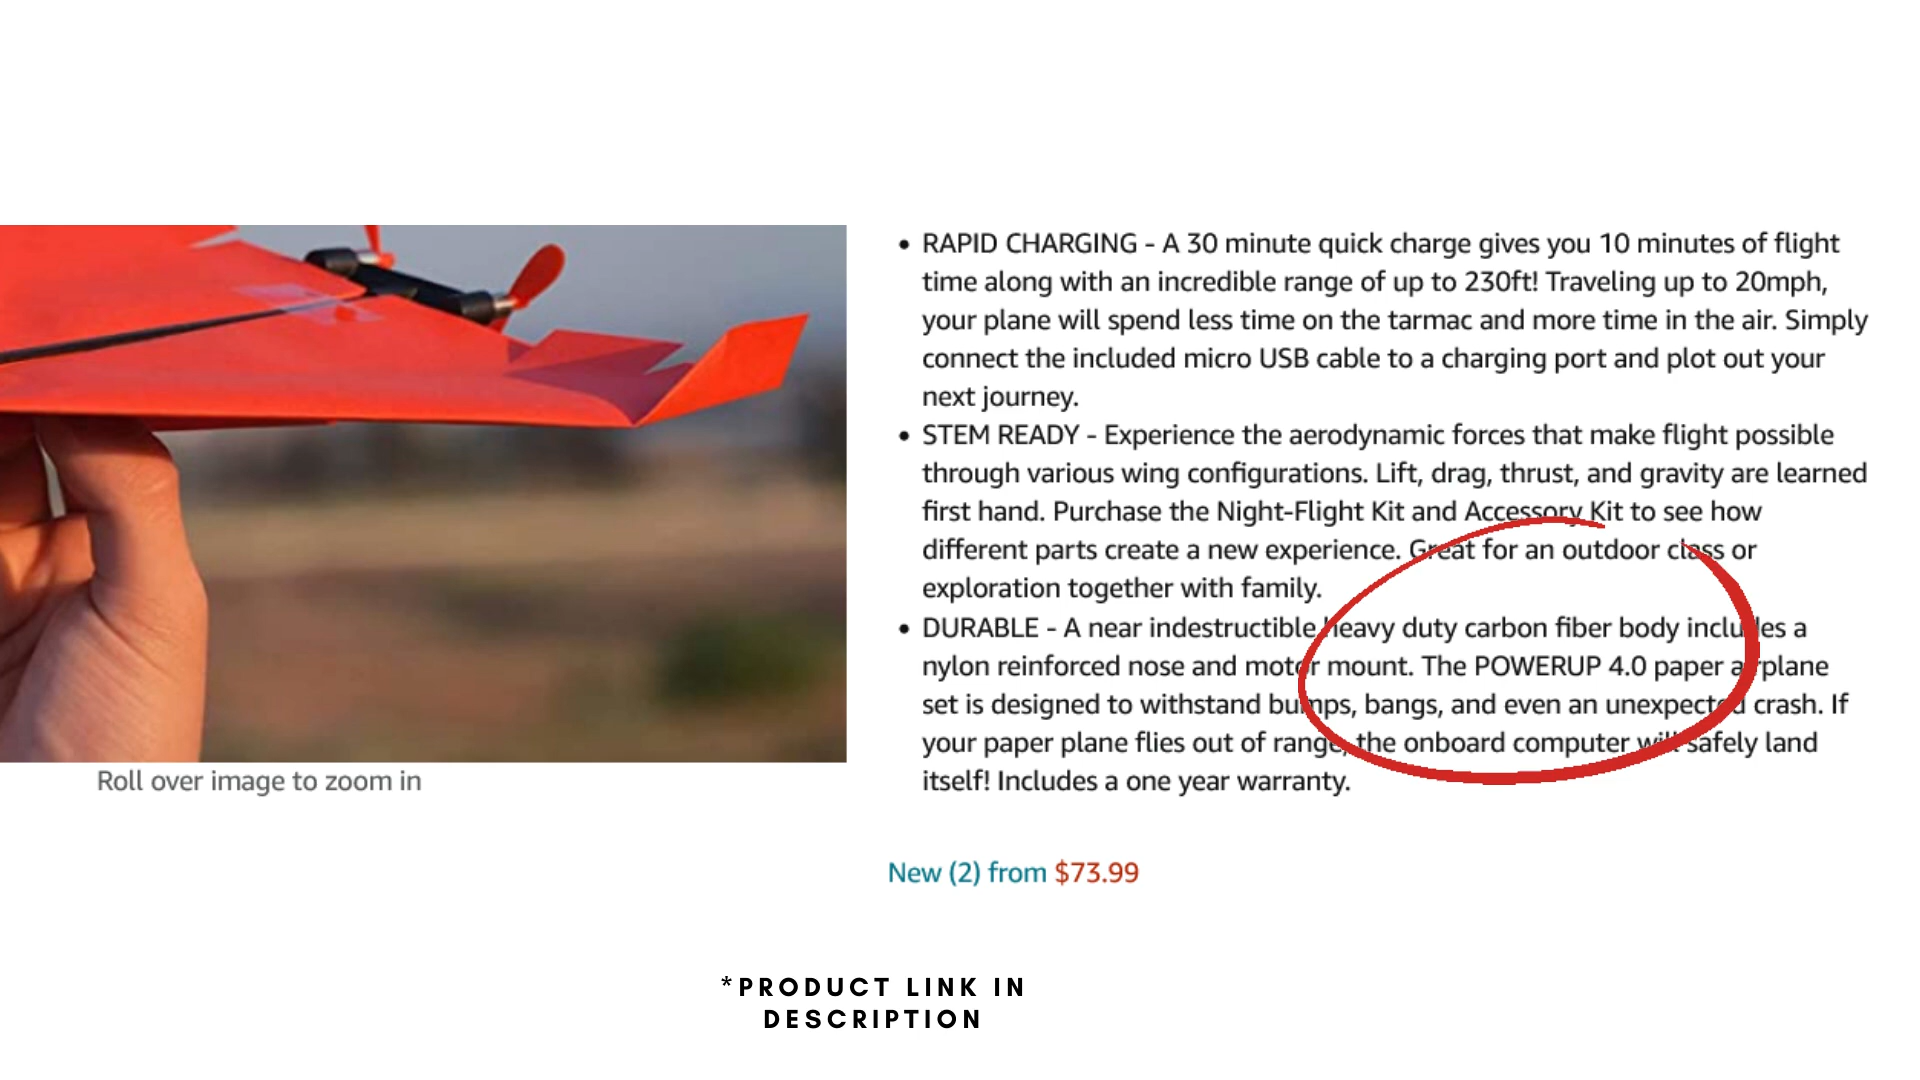 • RAPID CHARGING - A 30 minute quick charge gives you 10 minutes of flight
time along with an incredible range of up to 230ft! Traveling up to 20mph,
your plane will spend less time on the tarmac and more time in the air. Simply
connect the included micro USB cable to a charging port and plot out your
next journey.
• STEM READY - Experience the aerodynamic forces that make flight possible
through various wing configurations. Lift, drag, thrust, and gravity are learned
first hand. Purchase the Night-Flight Kit and Accessory Kit to see how
different parts create a new experience. Great for an outdoor class or
exploration together with family.
• DURABLE - A near indestructible heavy duty carbon fiber body includes a
nylon reinforced nose and motor mount. The POWERUP 4.0 paper airplane
set is designed to withstand bumps, bangs, and even an unexpected crash. If
your paper plane flies out of range, the onboard computer will safely land
itself! Includes a one year warranty.
Roll over image to zoom in
New (2) from $73.99
*PRODUCT LINK IN
DESCRIPTION